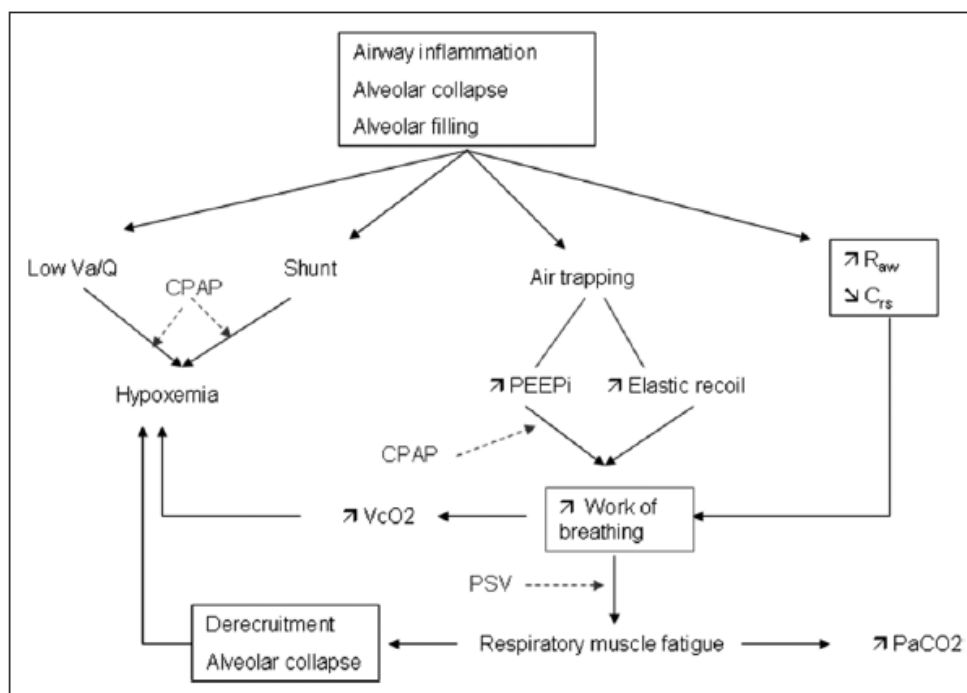 Airway inflammation
Alveolar collapse
Alveolar filling
Low Va/Q
CPAP
Shunt
Air trapping
↗ Raw
↘ Crs
Hypoxemia
↗ PEEPi
↗ Elastic recoil
CPAP
↗ VcO2
↗ Work of
breathing
PSV
Derecruitment
Alveolar collapse
Respiratory muscle fatigue
↗ PaCO2